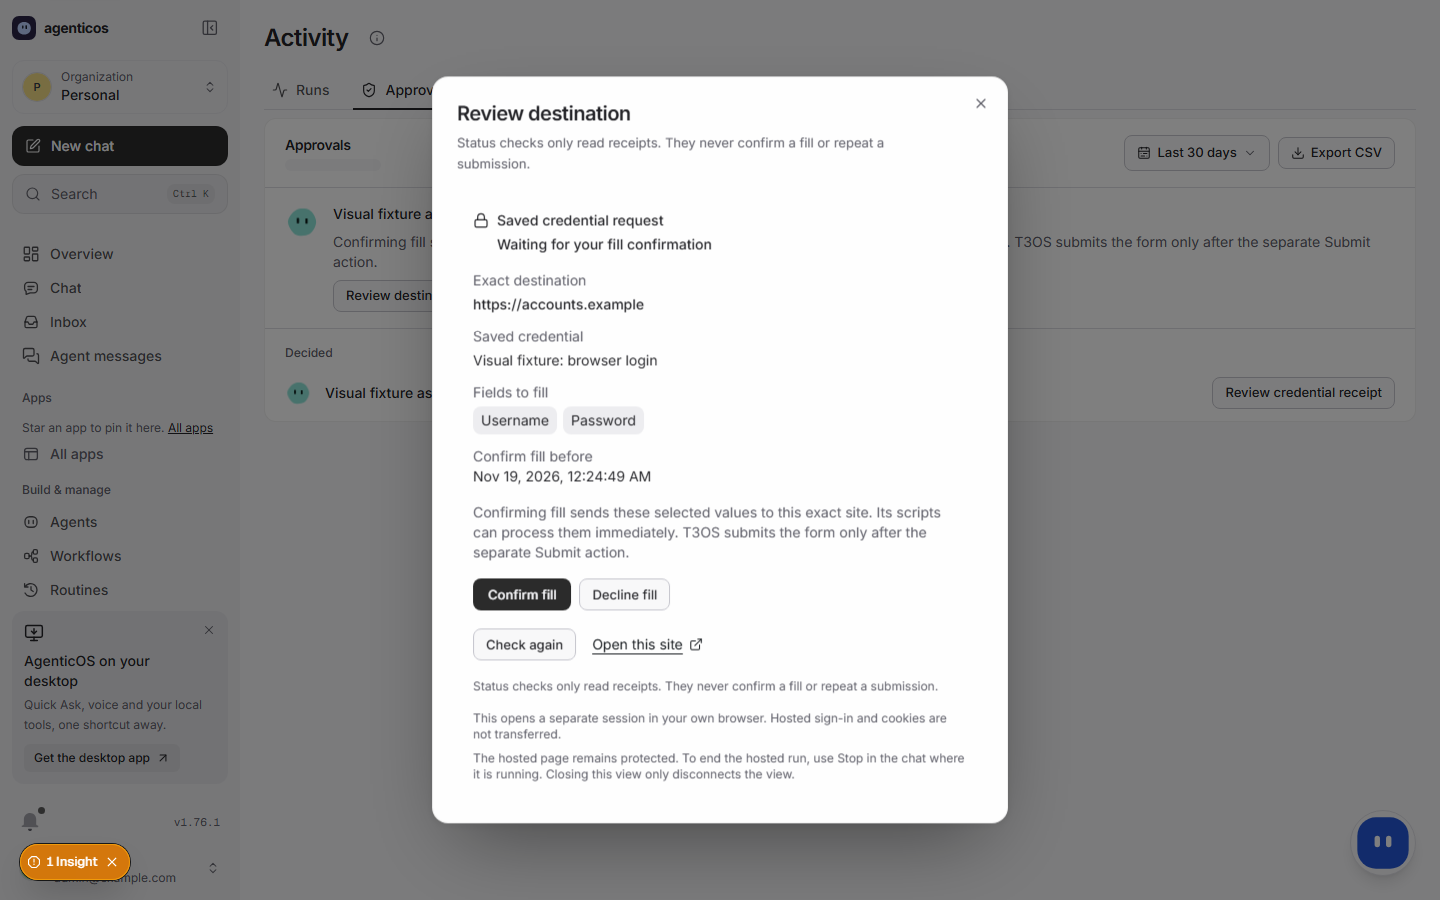 agenticos
Organization
P
Personal
New chat
Search
Ctrl K
Overview
Chat
Inbox
Agent messages
Apps
Star an app to pin it here. All apps
All apps
Build & manage
Agents
Workflows
Routines
AgenticOS on your
desktop
Quick Ask, voice and your local
tools, one shortcut away.
Get the desktop app
v1.76.1
1 Insight
mple.com
Activity
Runs
Approv
Approvals
Last 30 days
Export CSV
Visual fixture a
Confirming fill
. T3OS submits the form only after the separate Submit
action.
Review destin
Decided
Visual fixture as
Review credential receipt
Review destination
Status checks only read receipts. They never confirm a fill or repeat a
submission.
Saved credential request
Waiting for your fill confirmation
Exact destination
https://accounts.example
Saved credential
Visual fixture: browser login
Fields to fill
Username
Password
Confirm fill before
Nov 19, 2026, 12:24:49 AM
Confirming fill sends these selected values to this exact site. Its scripts
can process them immediately. T3OS submits the form only after the
separate Submit action.
Confirm fill
Decline fill
Check again
Open this site
Status checks only read receipts. They never confirm a fill or repeat a submission.
This opens a separate session in your own browser. Hosted sign-in and cookies are
not transferred.
The hosted page remains protected. To end the hosted run, use Stop in the chat where
it is running. Closing this view only disconnects the view.